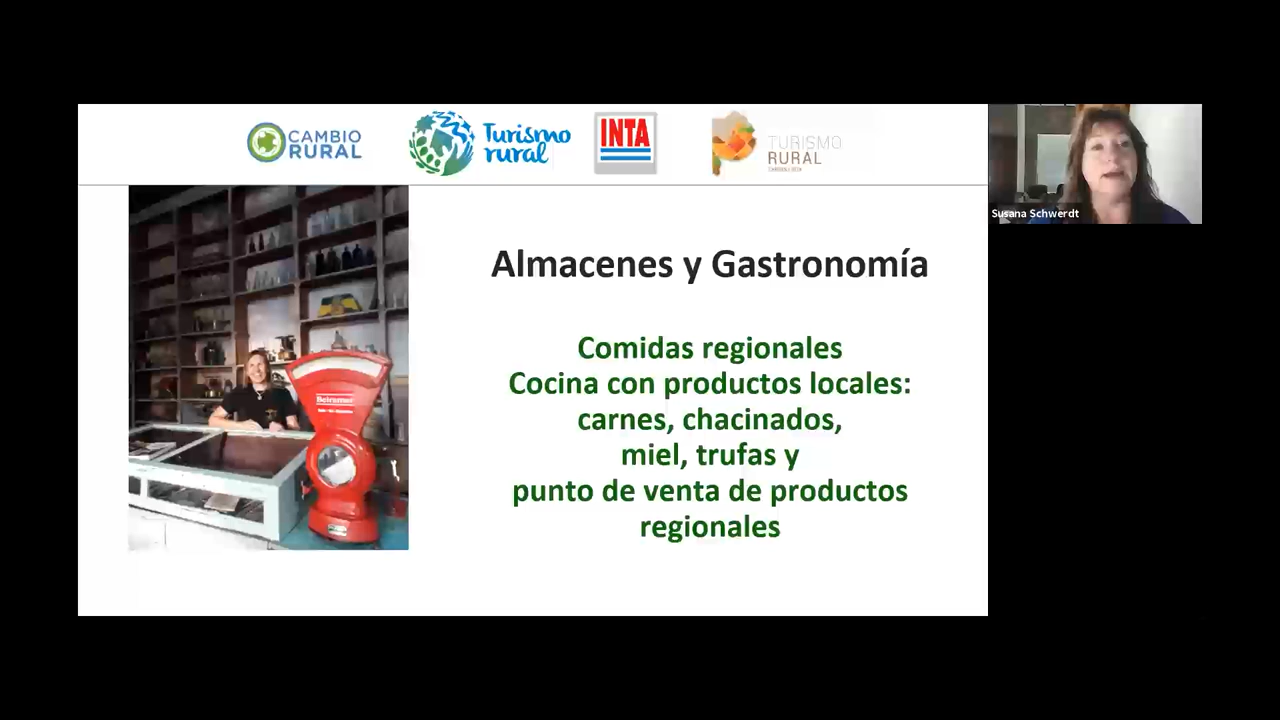 CAMBIO
RURAL
Turismo
rural
INTA
TURISMO
RURAL
Susana Schwerdt
Almacenes y Gastronomía
Comidas regionales
Cocina con productos locales:
carnes, chacinados,
miel, trufas y
punto de venta de productos
regionales